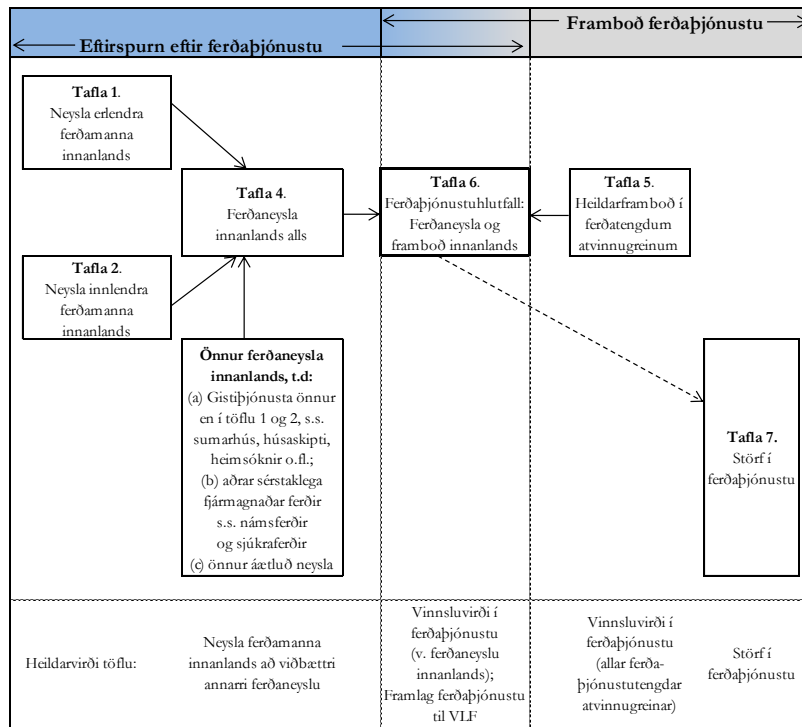 Framboð ferðaþjónustu
Eftirspurn eftir ferðaþjónustu
Tafla 1.
Neysla erlendra
ferðamanna
innanlands
Tafla 4.
Ferðaneysla
innanlands alls
Tafla 6.
Ferðaþjónustuhlutfall:
Ferðaneysla og
framboð innanlands
Tafla 5.
Heildarframboð í
ferðatengdum
atvinnugreinum
Tafla 2.
Neysla innlendra
ferðamanna
innanlands
Önnur ferðaneysla
innanlands, t.d:
(a) Gistiþjónusta önnur
en í töflu 1 og 2, s.s.
sumarhús, húsaskipti,
heimsóknir o.fl.;
(b) aðrar sérstaklega
fjármagnaðar ferðir
s.s. námsferðir
og sjúkraferðir
(c) önnur áætluð neysla
Tafla 7.
Störf í
ferðaþjónustu
Heildarvirði töflu:
Neysla ferðamanna
innanlands að viðbættri
annarri ferðaneyslu
Vinnsluvirði í
ferðaþjónustu
(v. ferðaneyslu
innanlands);
Framlag ferðaþjónustu
til VLF
Vinnsluvirði í
ferðaþjónustu
(allar ferða-
þjónustutengdar
atvinnugreinar)
Störf í
ferðaþjónustu